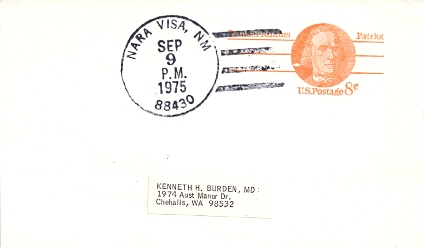 NARA VISA, NM
SEP
9
P.M.
1975
88430
Patriot
U.S. Postage 8¢
KENNETH H. BURDEN, MD:
1974 Aust Manor Dr.
Chehalis, WA 98532